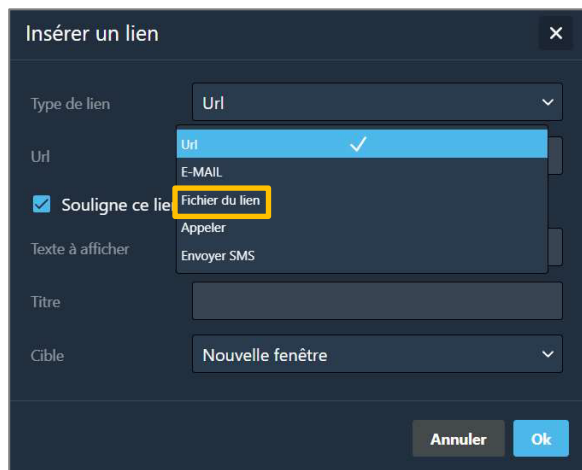 Insérer un lien
Type de lien
Url
Url
E-MAIL
Fichier du lien
Appeler
Envoyer SMS
Url
Souligne ce lie
Texte à afficher
Titre
Cible
Nouvelle fenêtre
Annuler
Ok